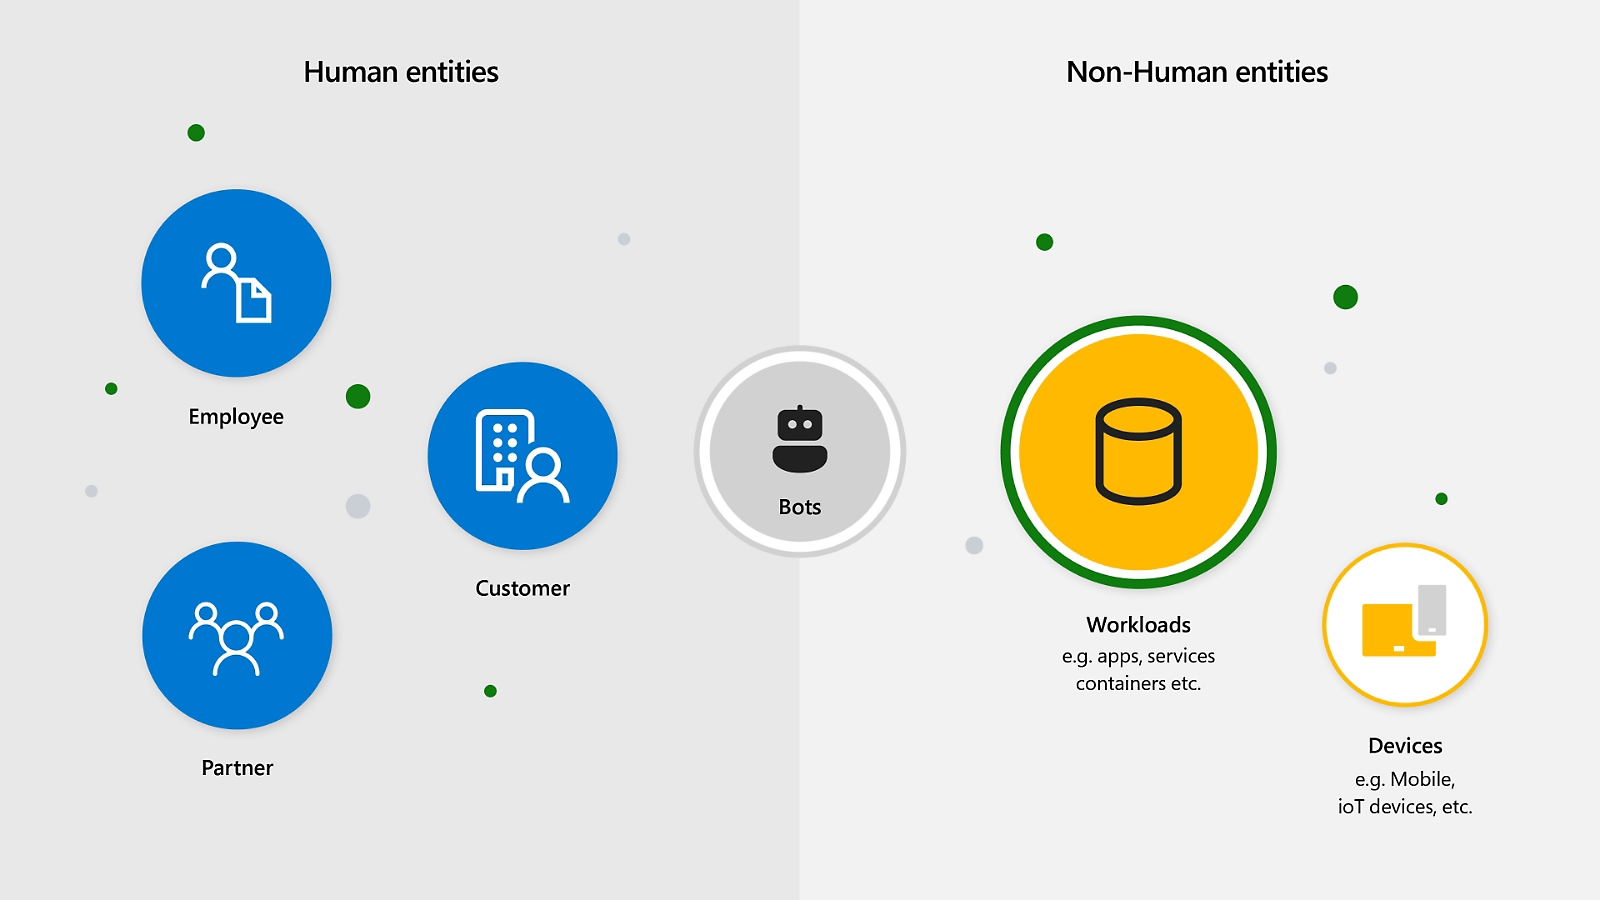 Human entities
Employee
Customer
Partner
Bots
Non-Human entities
Workloads
e.g. apps, services
containers etc.
Devices
e.g. Mobile,
ioT devices, etc.